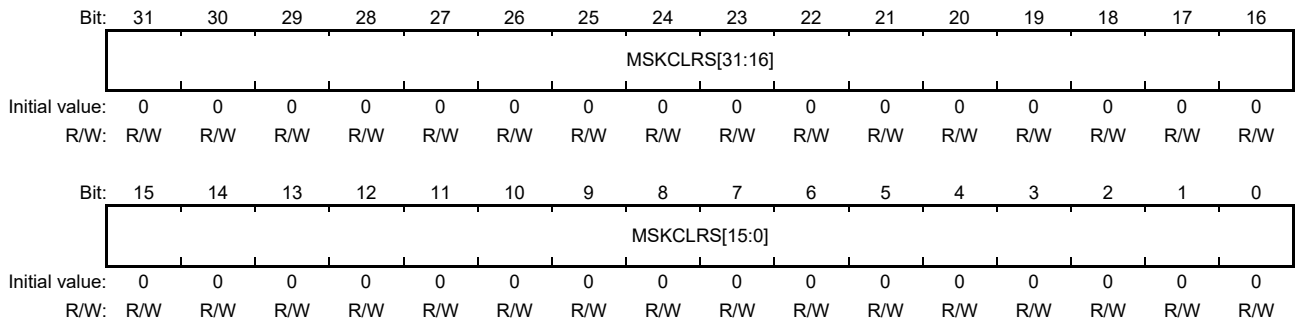 Bit: 31 30 29 28 27 26 25 24 23 22 21 20 19 18 17 16
MSKCLRS[31:16]
Initial value: 0 0 0 0 0 0 0 0 0 0 0 0 0 0 0 0
R/W: R/W R/W R/W R/W R/W R/W R/W R/W R/W R/W R/W R/W R/W R/W R/W R/W
Bit: 15 14 13 12 11 10 9 8 7 6 5 4 3 2 1 0
MSKCLRS[15:0]
Initial value: 0 0 0 0 0 0 0 0 0 0 0 0 0 0 0 0
R/W: R/W R/W R/W R/W R/W R/W R/W R/W R/W R/W R/W R/W R/W R/W R/W R/W